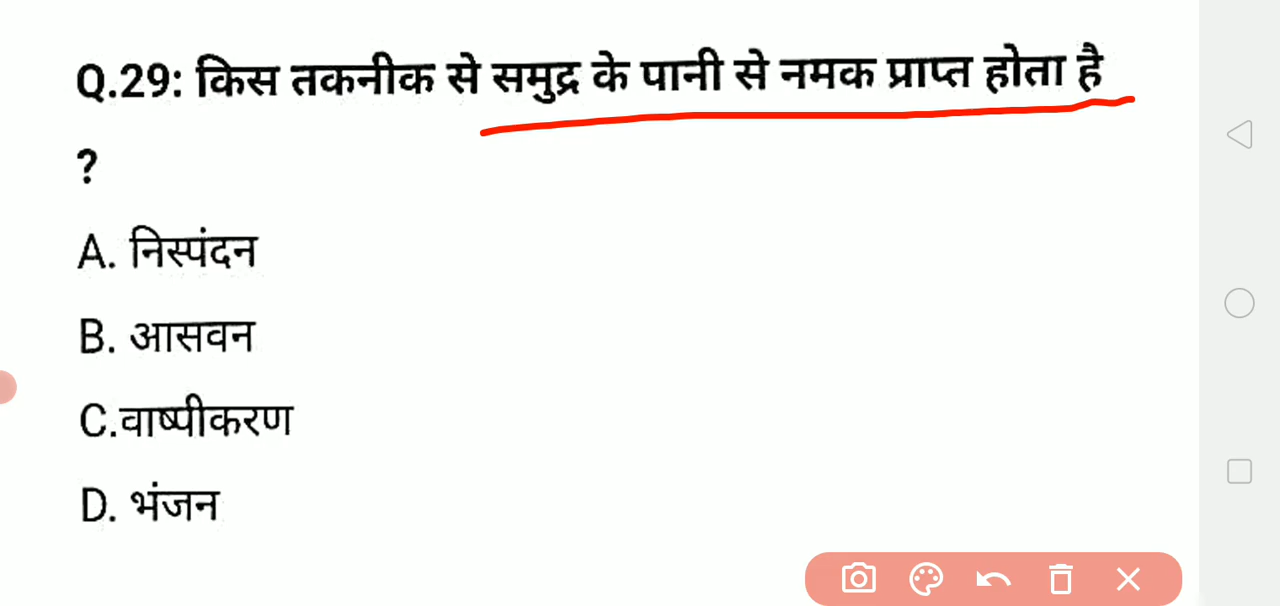 Q.29: किस तकनीक से समुद्र के पानी से नमक प्राप्त होता है
?
A. निस्पंदन
B. आसवन
C.वाष्पीकरण
D. भंजन